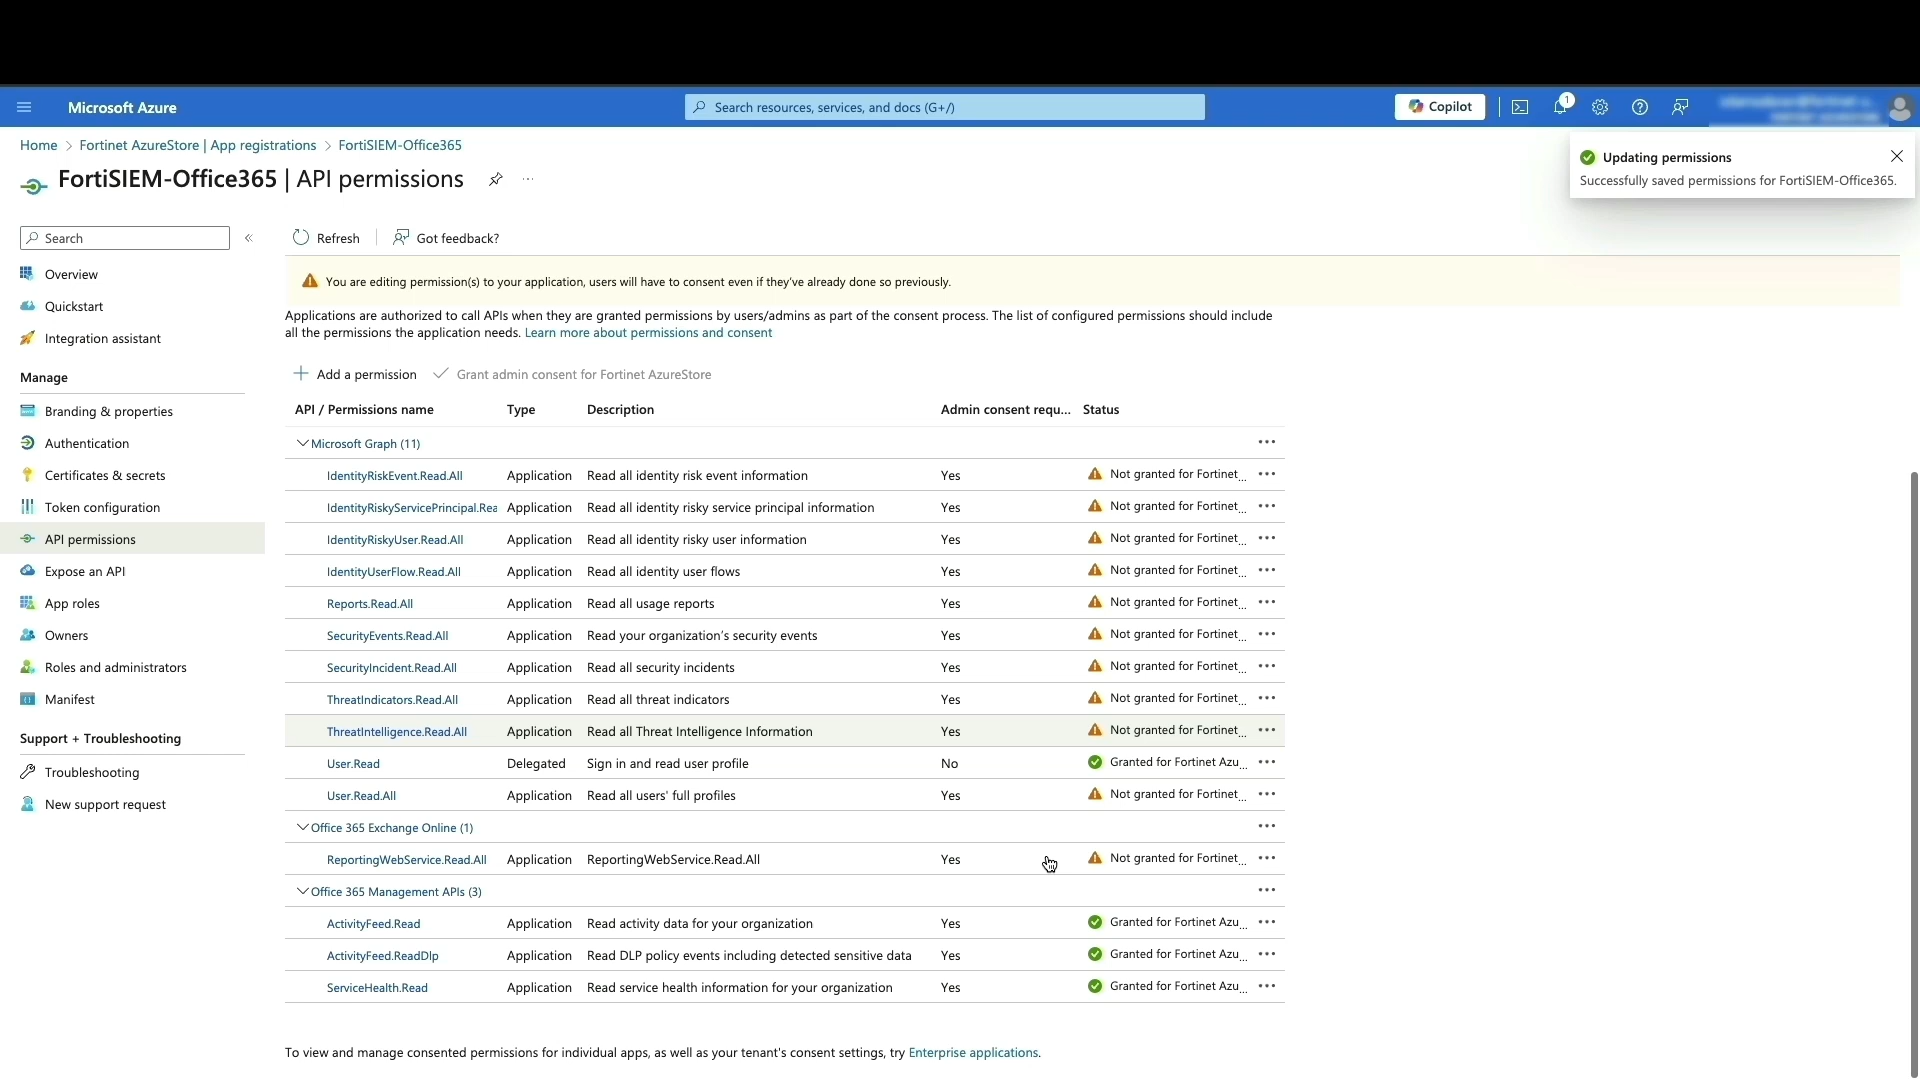 Microsoft Azure
Search resources, services, and docs (G+/)
Copilot
1
Home > Fortinet AzureStore | App registrations > FortiSIEM-Office365
FortiSIEM-Office365 | API permissions
Updating permissions
Successfully saved permissions for FortiSIEM-Office365.
Search
Overview
Quickstart
Integration assistant
Manage
Branding & properties
Authentication
Certificates & secrets
Token configuration
API permissions
Expose an API
App roles
Owners
Roles and administrators
Manifest
Support + Troubleshooting
Troubleshooting
New support request
Refresh
Got feedback?
You are editing permission(s) to your application, users will have to consent even if they've already done so previously.
Applications are authorized to call APIs when they are granted permissions by users/admins as part of the consent process. The list of configured permissions should include
all the permissions the application needs. Learn more about permissions and consent
Add a permission
Grant admin consent for Fortinet AzureStore
API / Permissions name Type Description Admin consent requ... Status
Microsoft Graph (11)
IdentityRiskEvent.Read.All Application Read all identity risk event information Yes Not granted for Fortinet...
IdentityRiskyServicePrincipal.Rea Application Read all identity risky service principal information Yes Not granted for Fortinet...
IdentityRiskyUser.Read.All Application Read all identity risky user information Yes Not granted for Fortinet...
IdentityUserFlow.Read.All Application Read all identity user flows Yes Not granted for Fortinet...
Reports.Read.All Application Read all usage reports Yes Not granted for Fortinet...
SecurityEvents.Read.All Application Read your organization's security events Yes Not granted for Fortinet...
SecurityIncident.Read.All Application Read all security incidents Yes Not granted for Fortinet...
ThreatIndicators.Read.All Application Read all threat indicators Yes Not granted for Fortinet...
ThreatIntelligence.Read.All Application Read all Threat Intelligence Information Yes Not granted for Fortinet...
User.Read Delegated Sign in and read user profile No Granted for Fortinet Azu...
User.Read.All Application Read all users' full profiles Yes Not granted for Fortinet...
Office 365 Exchange Online (1)
ReportingWebService.Read.All Application ReportingWebService.Read.All Yes Not granted for Fortinet...
Office 365 Management APIs (3)
ActivityFeed.Read Application Read activity data for your organization Yes Granted for Fortinet Azu...
ActivityFeed.ReadDlp Application Read DLP policy events including detected sensitive data Yes Granted for Fortinet Azu...
ServiceHealth.Read Application Read service health information for your organization Yes Granted for Fortinet Azu...
To view and manage consented permissions for individual apps, as well as your tenant's consent settings, try Enterprise applications.